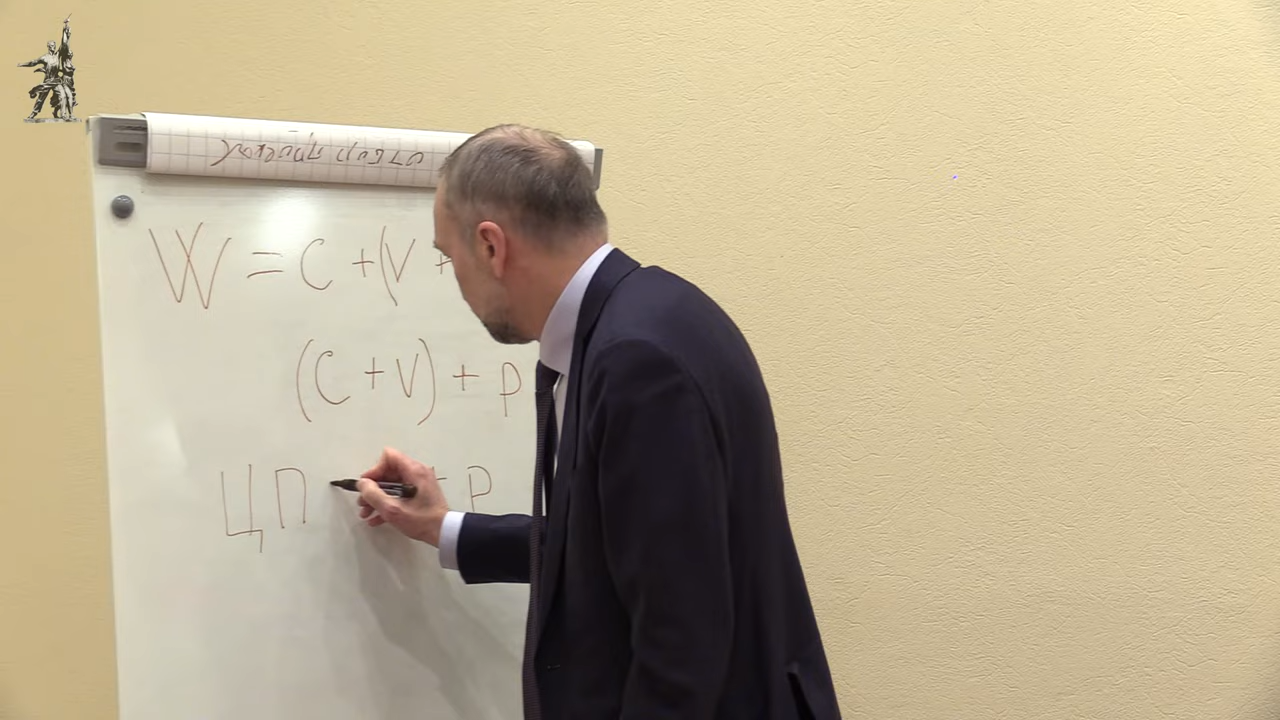 W = C + (V +
(C + V) + p
ЦП + p